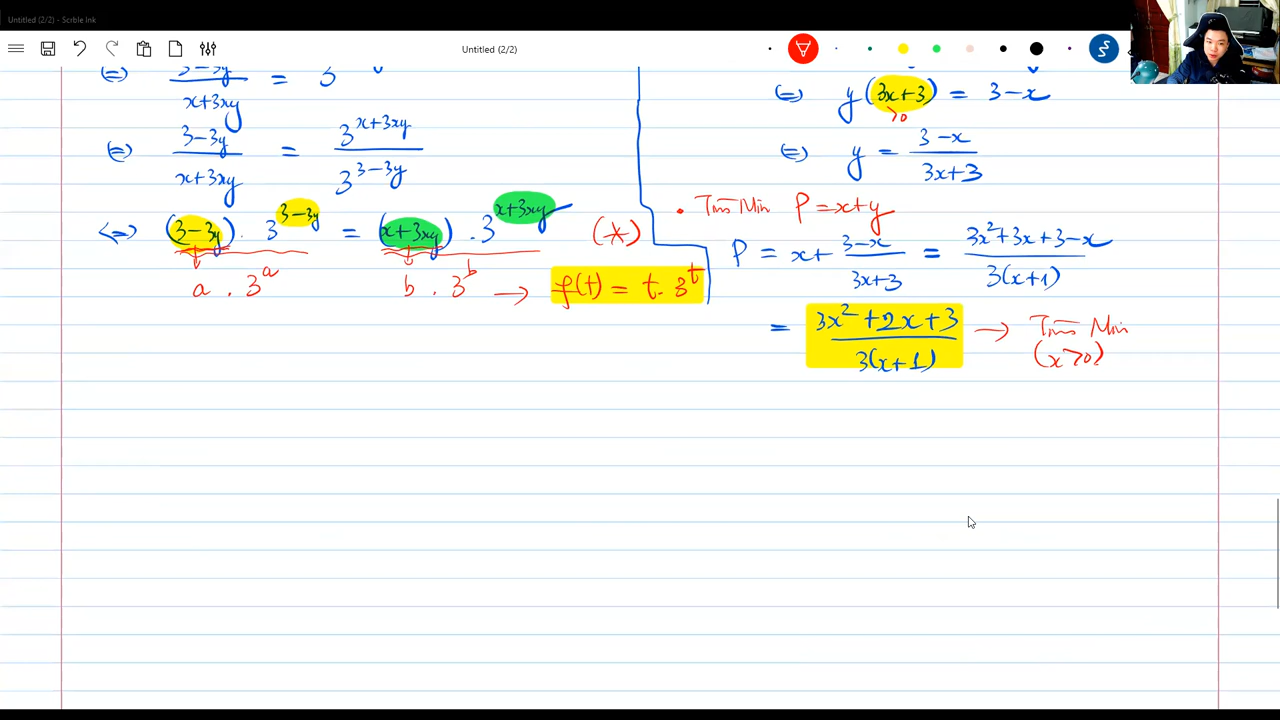 Untitled (2/2) - Scrble Ink
Untitled (2/2)
⇔ (3-3y)/(x+3xy) = 3
⇔ (3-3y)/(x+3xy) = 3^(x+3xy)/3^(3-3y)
⇔ (3-3y) . 3^(3-3y) = (x+3xy) . 3^(x+3xy) (*)
a . 3^a b . 3^b → f(t) = t. 3^t
⇔ y(3x+3) = 3-x
>0
⇔ y = (3-x)/(3x+3)
• Tìm Min P = x+y
P = x + (3-x)/(3x+3) = (3x²+3x+3-x)/(3(x+1))
= (3x²+2x+3)/(3(x+1)) → Tìm Min
(x>0)